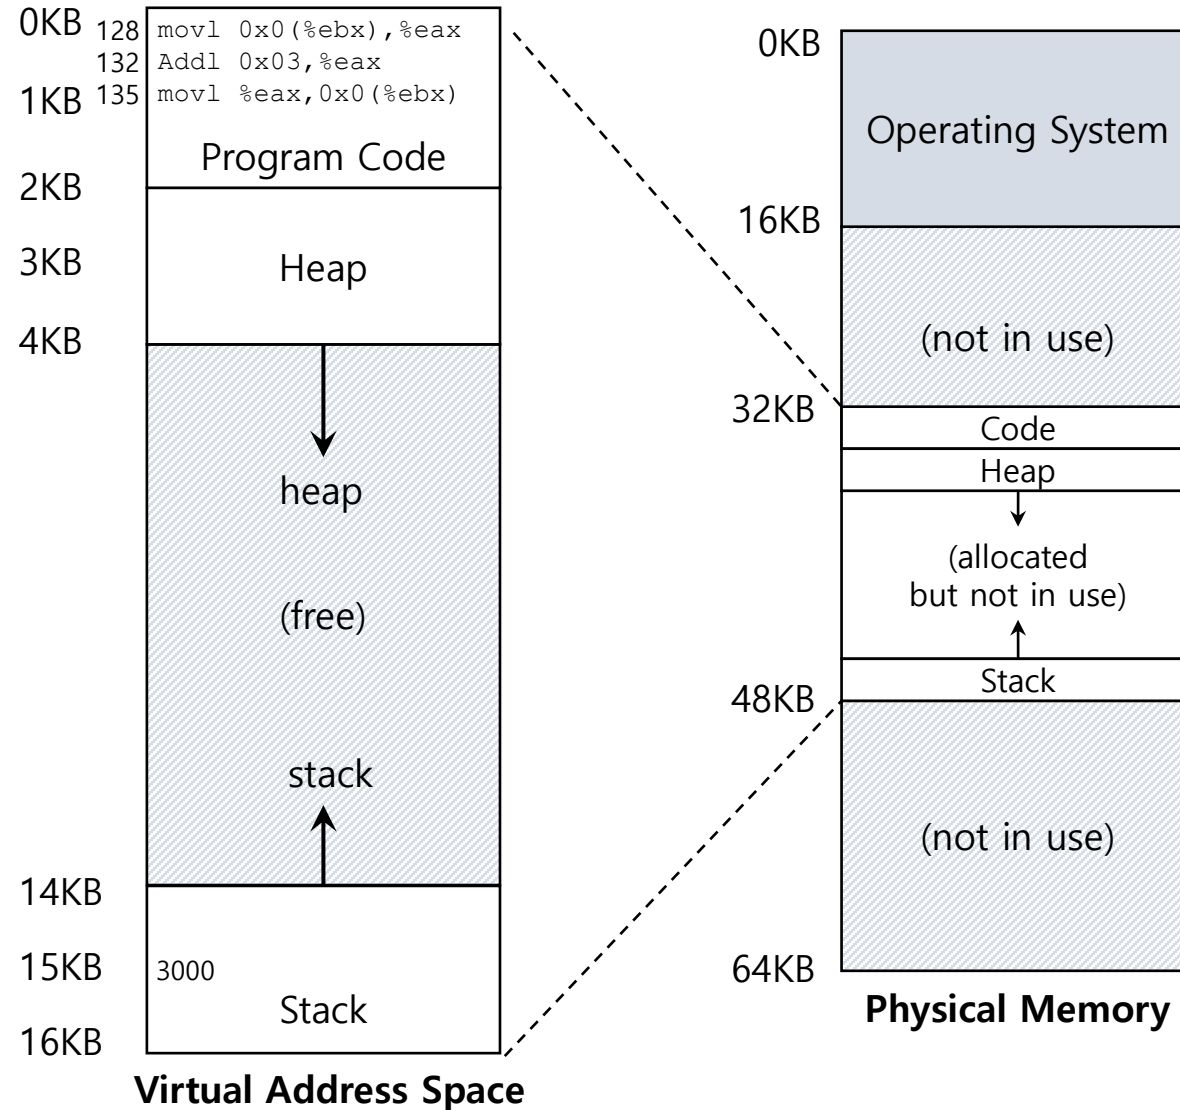 0KB
128 movl 0x0(%ebx),%eax
132 Addl 0x03,%eax
1KB 135 movl %eax,0x0(%ebx)
Program Code
2KB
3KB
Heap
4KB
heap
(free)
stack
14KB
15KB
3000
Stack
16KB
Virtual Address Space
0KB
Operating System
16KB
(not in use)
32KB
Code
Heap
(allocated
but not in use)
Stack
48KB
(not in use)
64KB
Physical Memory